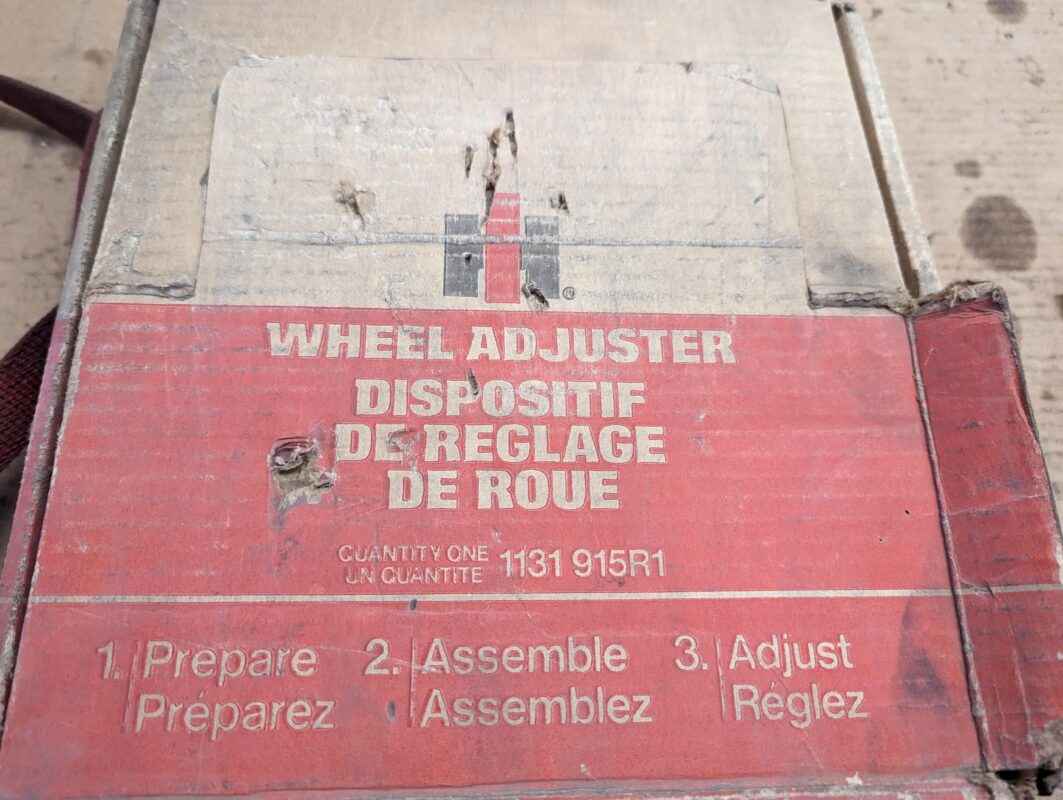 IH ®
WHEEL ADJUSTER
DISPOSITIF
DE REGLAGE
DE ROUE
QUANTITY ONE 1131 915R1
UN QUANTITE
1. Prepare 2. Assemble 3. Adjust
Préparez Assemblez Réglez